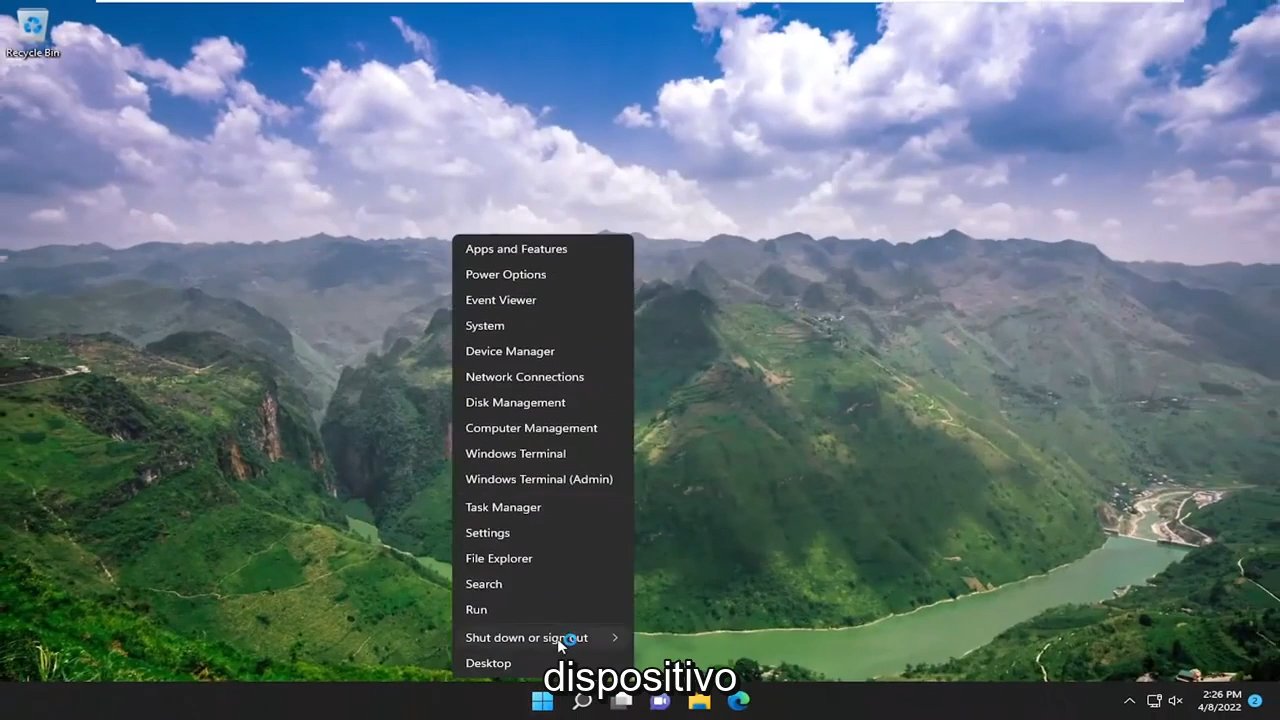 Recycle Bin
Apps and Features
Power Options
Event Viewer
System
Device Manager
Network Connections
Disk Management
Computer Management
Windows Terminal
Windows Terminal (Admin)
Task Manager
Settings
File Explorer
Search
Run
Shut down or sign out
Desktop
dispositivo
2:26 PM
4/8/2022
2